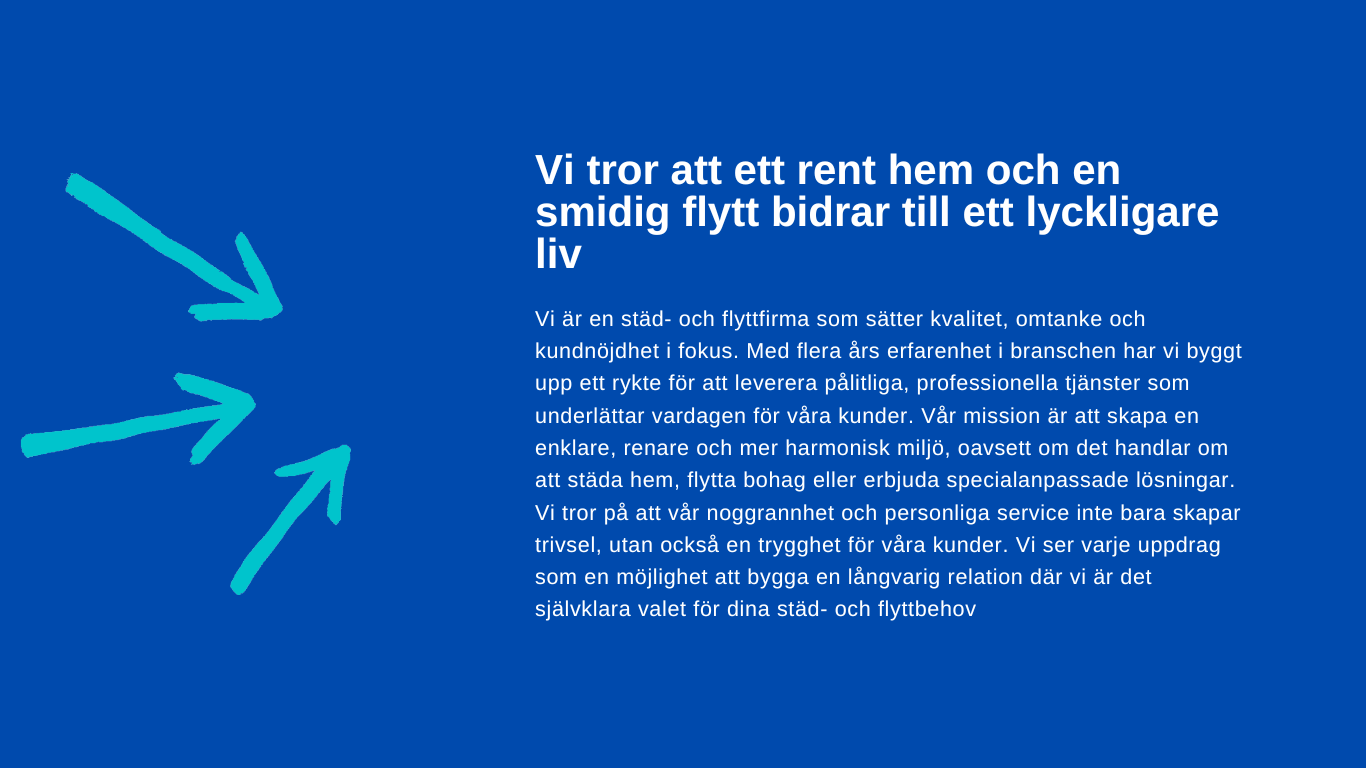 Vi tror att ett rent hem och en
smidig flytt bidrar till ett lyckligare
liv
Vi är en städ- och flyttfirma som sätter kvalitet, omtanke och
kundnöjdhet i fokus. Med flera års erfarenhet i branschen har vi byggt
upp ett rykte för att leverera pålitliga, professionella tjänster som
underlättar vardagen för våra kunder. Vår mission är att skapa en
enklare, renare och mer harmonisk miljö, oavsett om det handlar om
att städa hem, flytta bohag eller erbjuda specialanpassade lösningar.
Vi tror på att vår noggrannhet och personliga service inte bara skapar
trivsel, utan också en trygghet för våra kunder. Vi ser varje uppdrag
som en möjlighet att bygga en långvarig relation där vi är det
självklara valet för dina städ- och flyttbehov